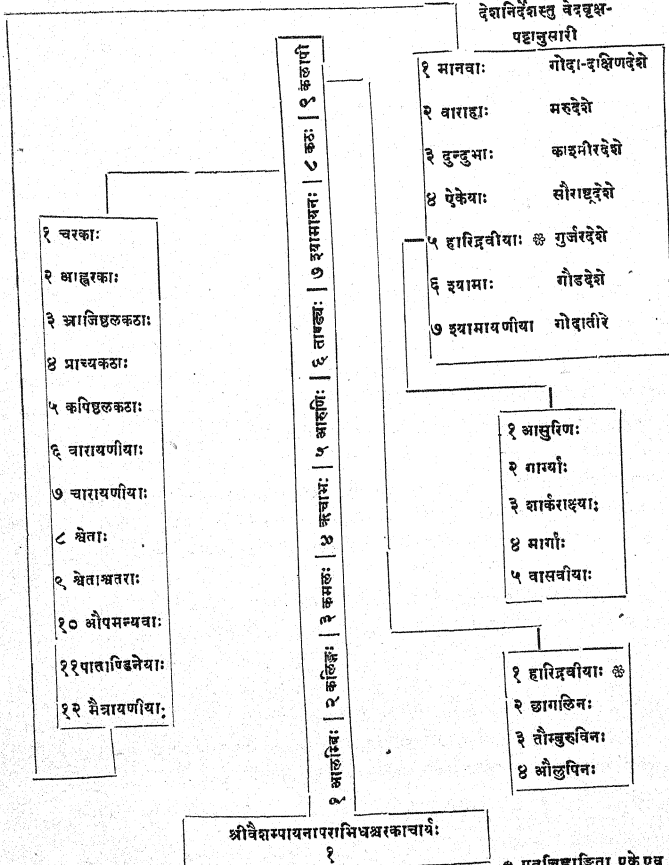 देशनिर्देशस्तु वेदवृक्ष-
पट्टानुसारी
१ मानवाः गोदा-दाक्षिणदेशे
२ वाराहाः मरुदेशे
३ दुन्दुभाः काश्मीरदेशे
४ ऐकेयाः सौराष्ट्रदेशे
५ हारिद्रवीयाः ❀ गुर्जरदेशे
६ श्यामाः गौडदेशे
७ श्यामायणीया गोदातीरे
१ चरकाः
२ आह्वरकाः
३ भ्राजिष्ठलकठाः
४ प्राच्यकठाः
५ कपिष्ठलकठाः
६ वारायणीयाः
७ चारायणीयाः
८ श्वेताः
९ श्वेताश्वतराः
१० औपमन्यवाः
११ पाताण्डिनेयाः
१२ मैत्रायणीयाः
१ आलम्बिः | २ कलिङ्गः | ३ कमलः | ४ ऋचाभः | ५ आरुणिः | ६ ताण्ड्यः | ७ श्यामायनः | ८ कठः | ९ कलापी
१ आसुरिणः
२ गार्ग्याः
३ शार्कराक्ष्याः
४ मार्गाः
५ वासवीयाः
१ हारिद्रवीयाः ❀
२ छागलिनः
३ तौम्बुरुविनः
४ औलुपिनः
श्रीवैशम्पायनापराभिधश्चरकाचार्यः
१